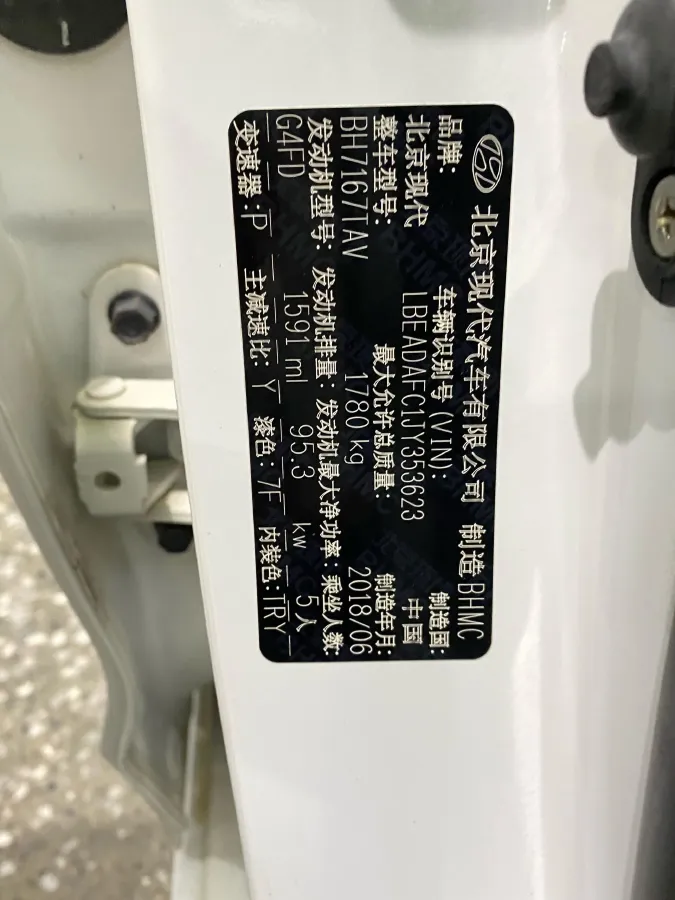 北京现代汽车有限公司 制造 BHMC
品牌: 车辆识别号(VIN): 制造国:
北京现代 LBEADAFC1JY353623 中国
整车型号: 最大允许总质量: 制造年月:
BH7167TAV 1780 kg 2018/06
发动机型号: 发动机排量: 发动机最大净功率: 乘坐人数:
G4FD 1591 ml 95.3 kw 5人
变速器: P 主减速比: Y 漆色: 7F 内装色: TRY